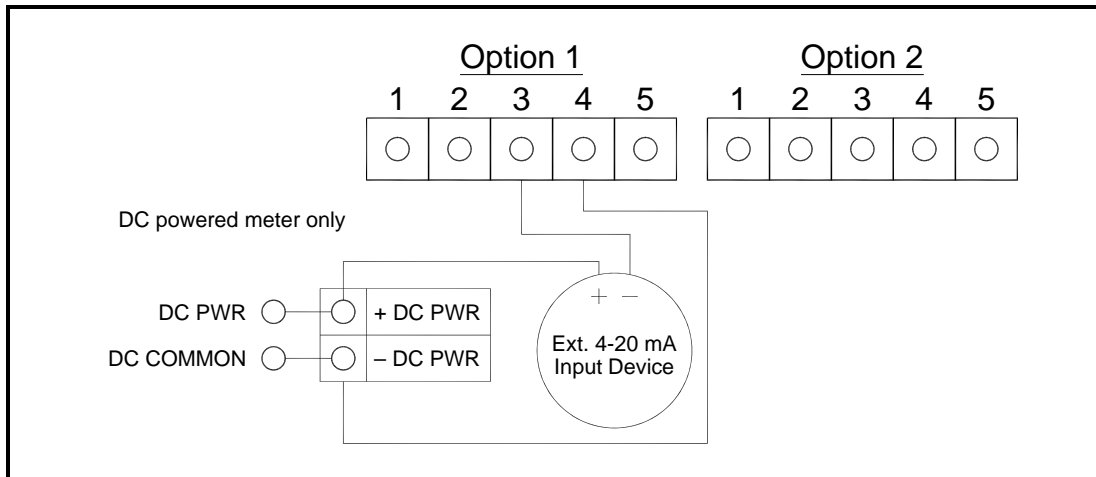 Option 1 Option 2
1 2 3 4 5 1 2 3 4 5
DC powered meter only
+ −
DC PWR + DC PWR
DC COMMON – DC PWR
Ext. 4-20 mA
Input Device